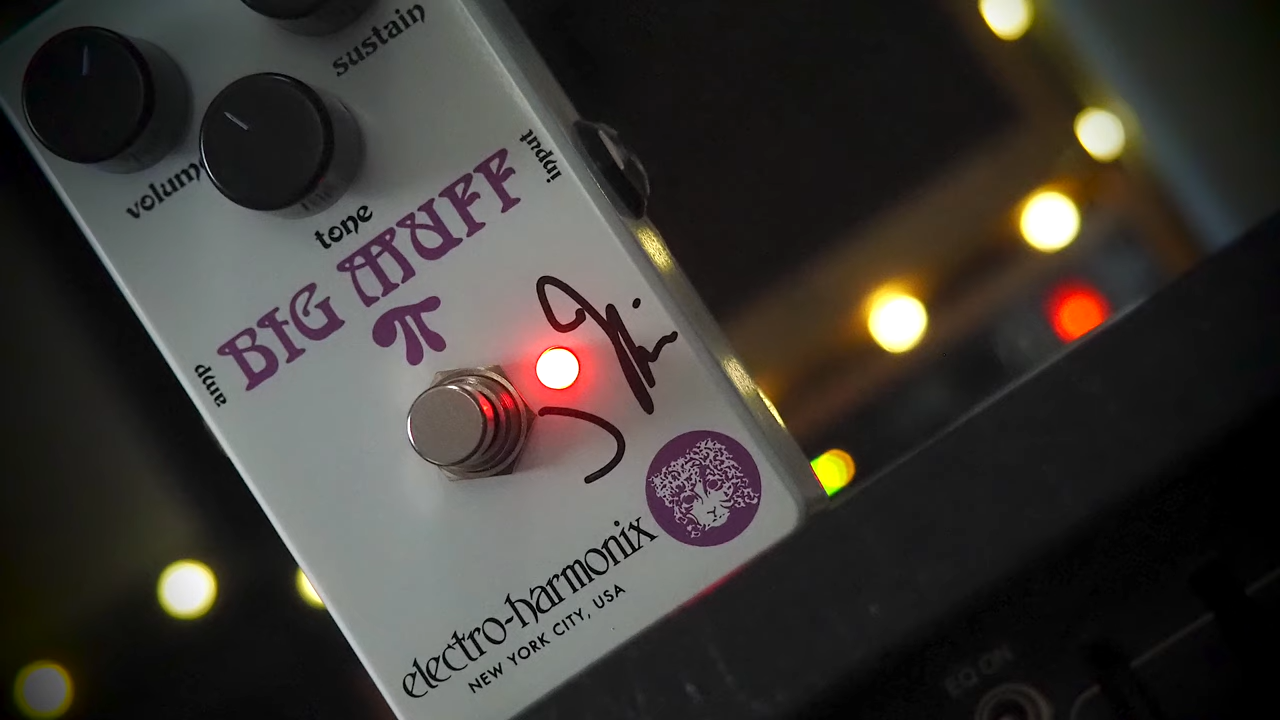 sustain
volume
tone
input
BIG MUFF
π
amp
electro-harmonix
NEW YORK CITY, USA
EQ ON